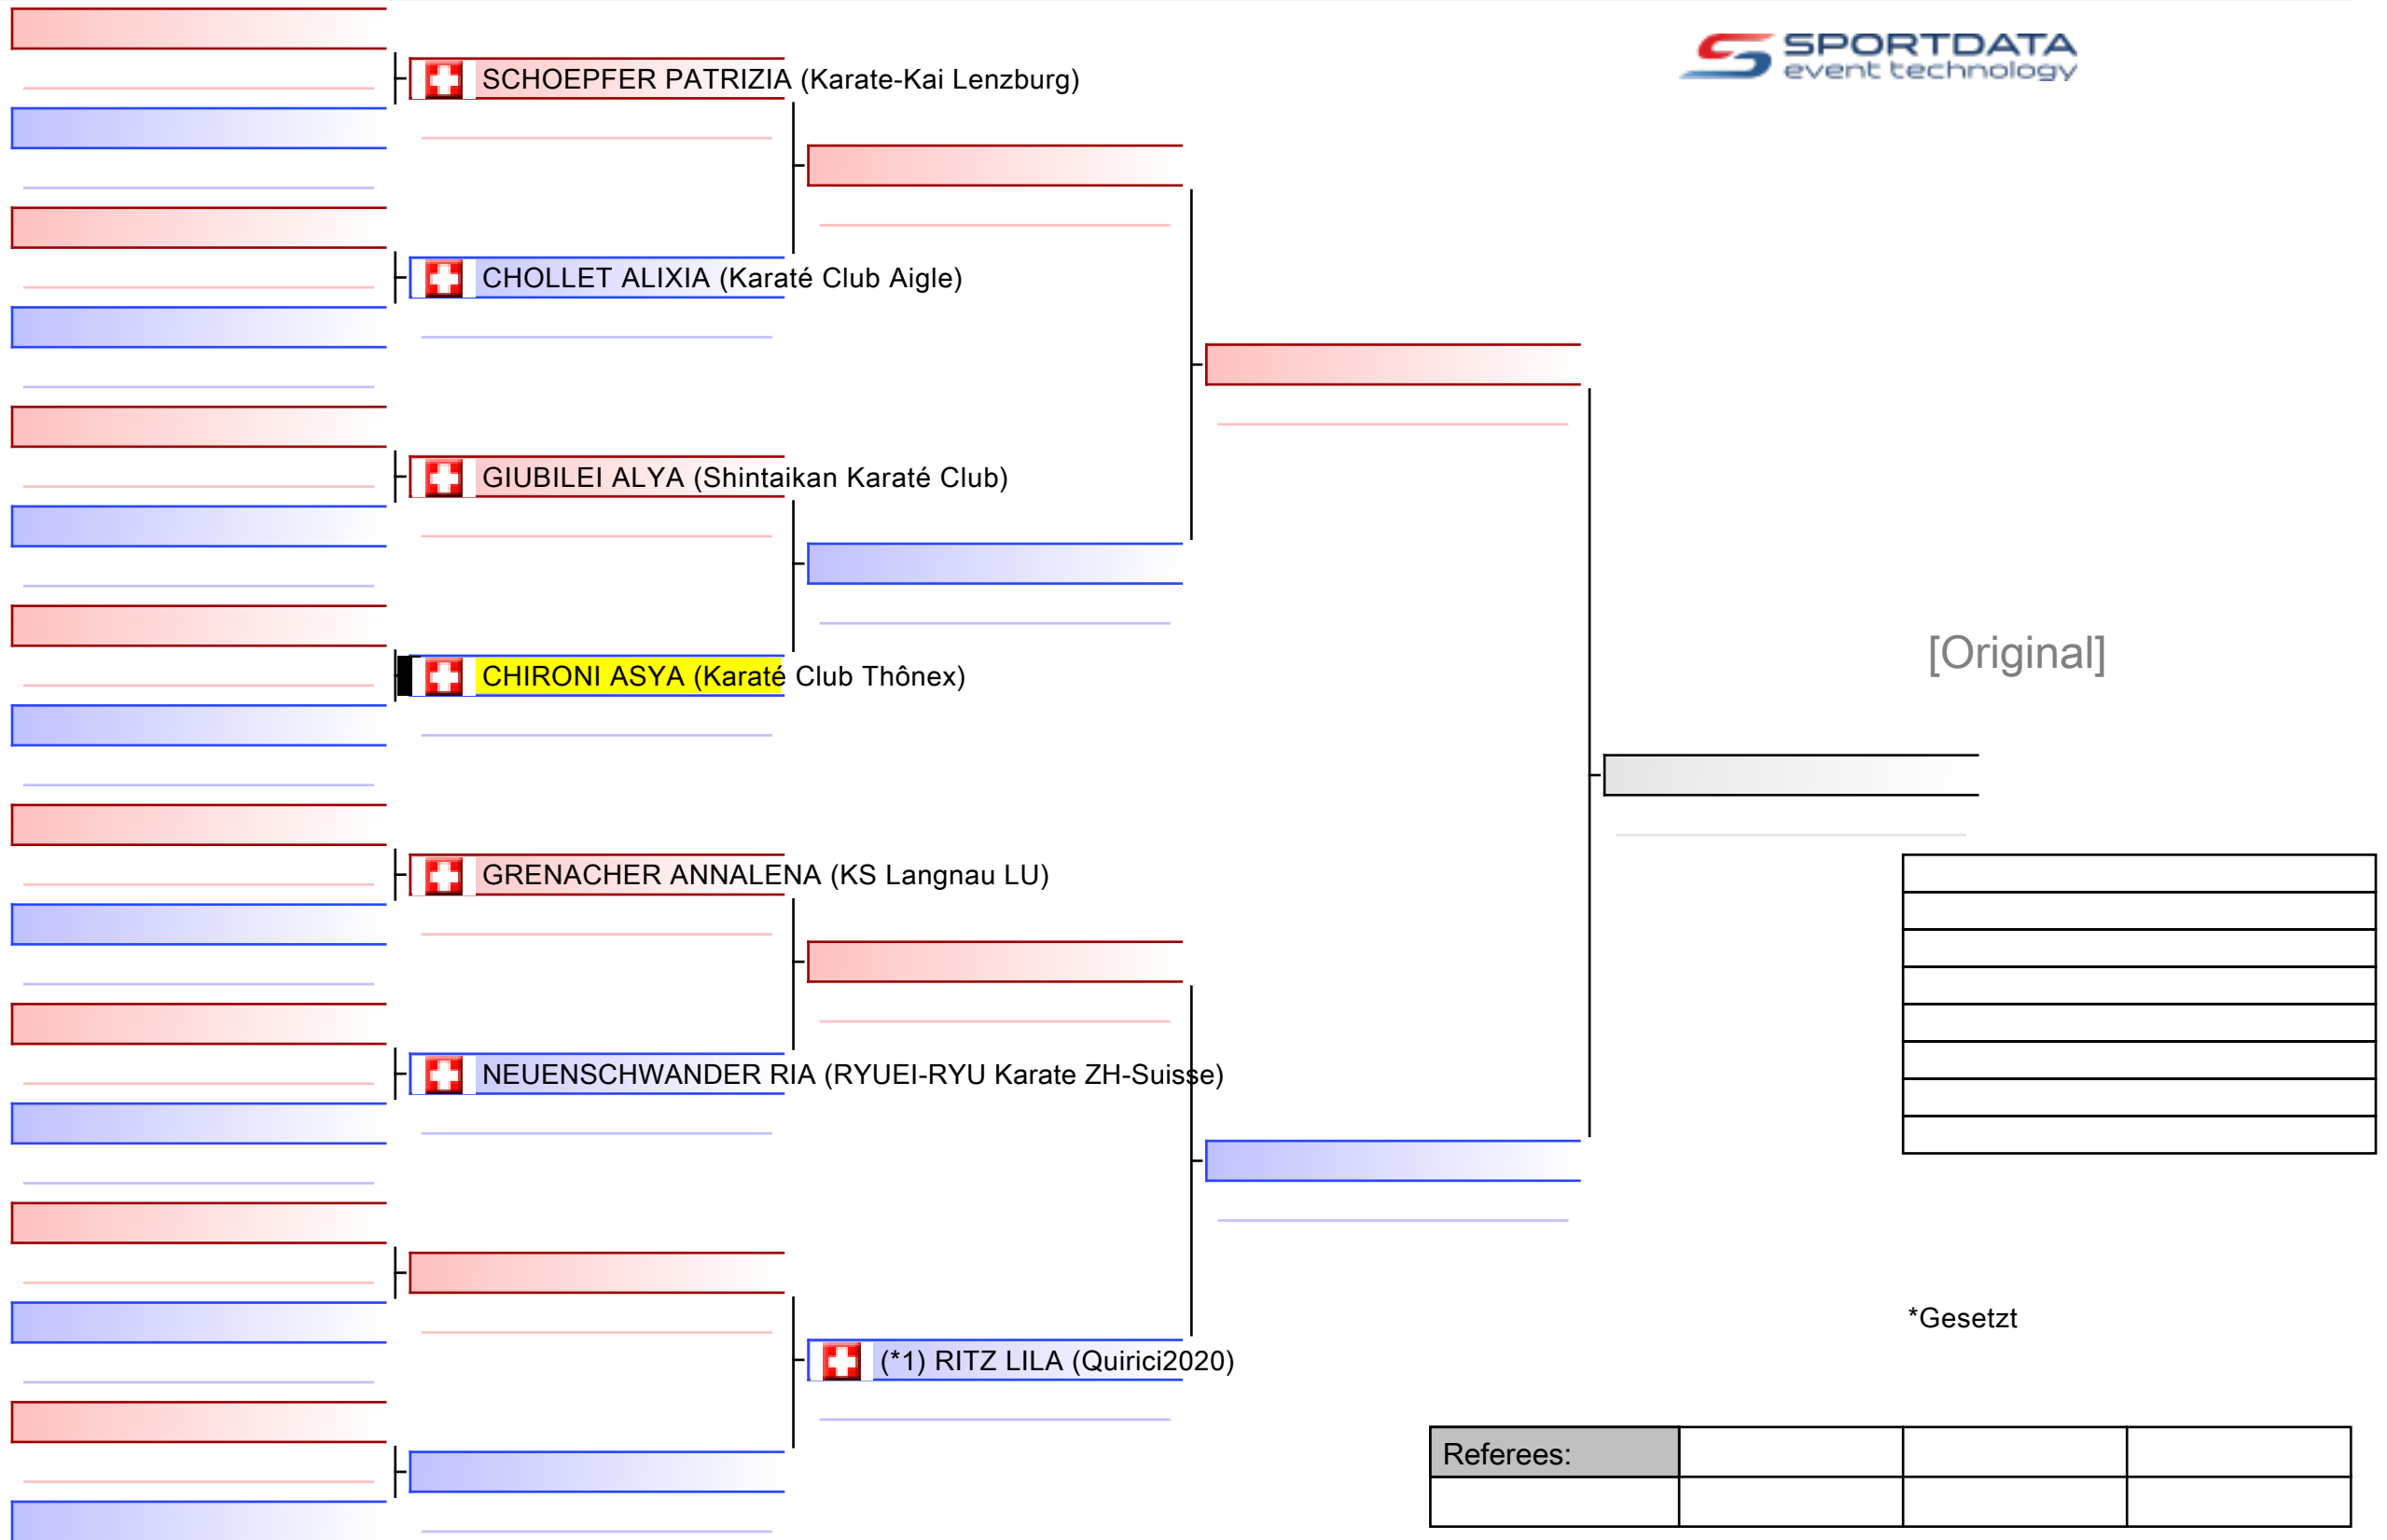 SPORTDATA
event technology
SCHOEPFER PATRIZIA (Karate-Kai Lenzburg)
CHOLLET ALIXIA (Karaté Club Aigle)
GIUBILEI ALYA (Shintaikan Karaté Club)
[Original]
CHIRONI ASYA (Karaté Club Thônex)
GRENACHER ANNALENA (KS Langnau LU)
NEUENSCHWANDER RIA (RYUEI-RYU Karate ZH-Suisse)
*Gesetzt
(*1) RITZ LILA (Quirici2020)
Referees: